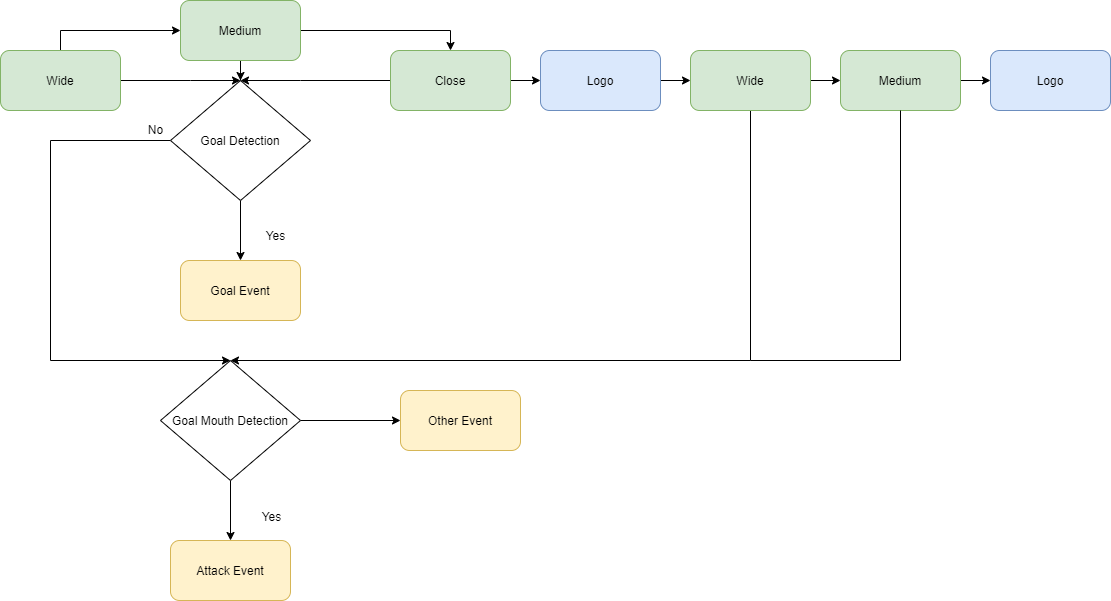 Medium
Wide
Close
Logo
Wide
Medium
Logo
No
Goal Detection
Yes
Goal Event
Goal Mouth Detection
Other Event
Yes
Attack Event